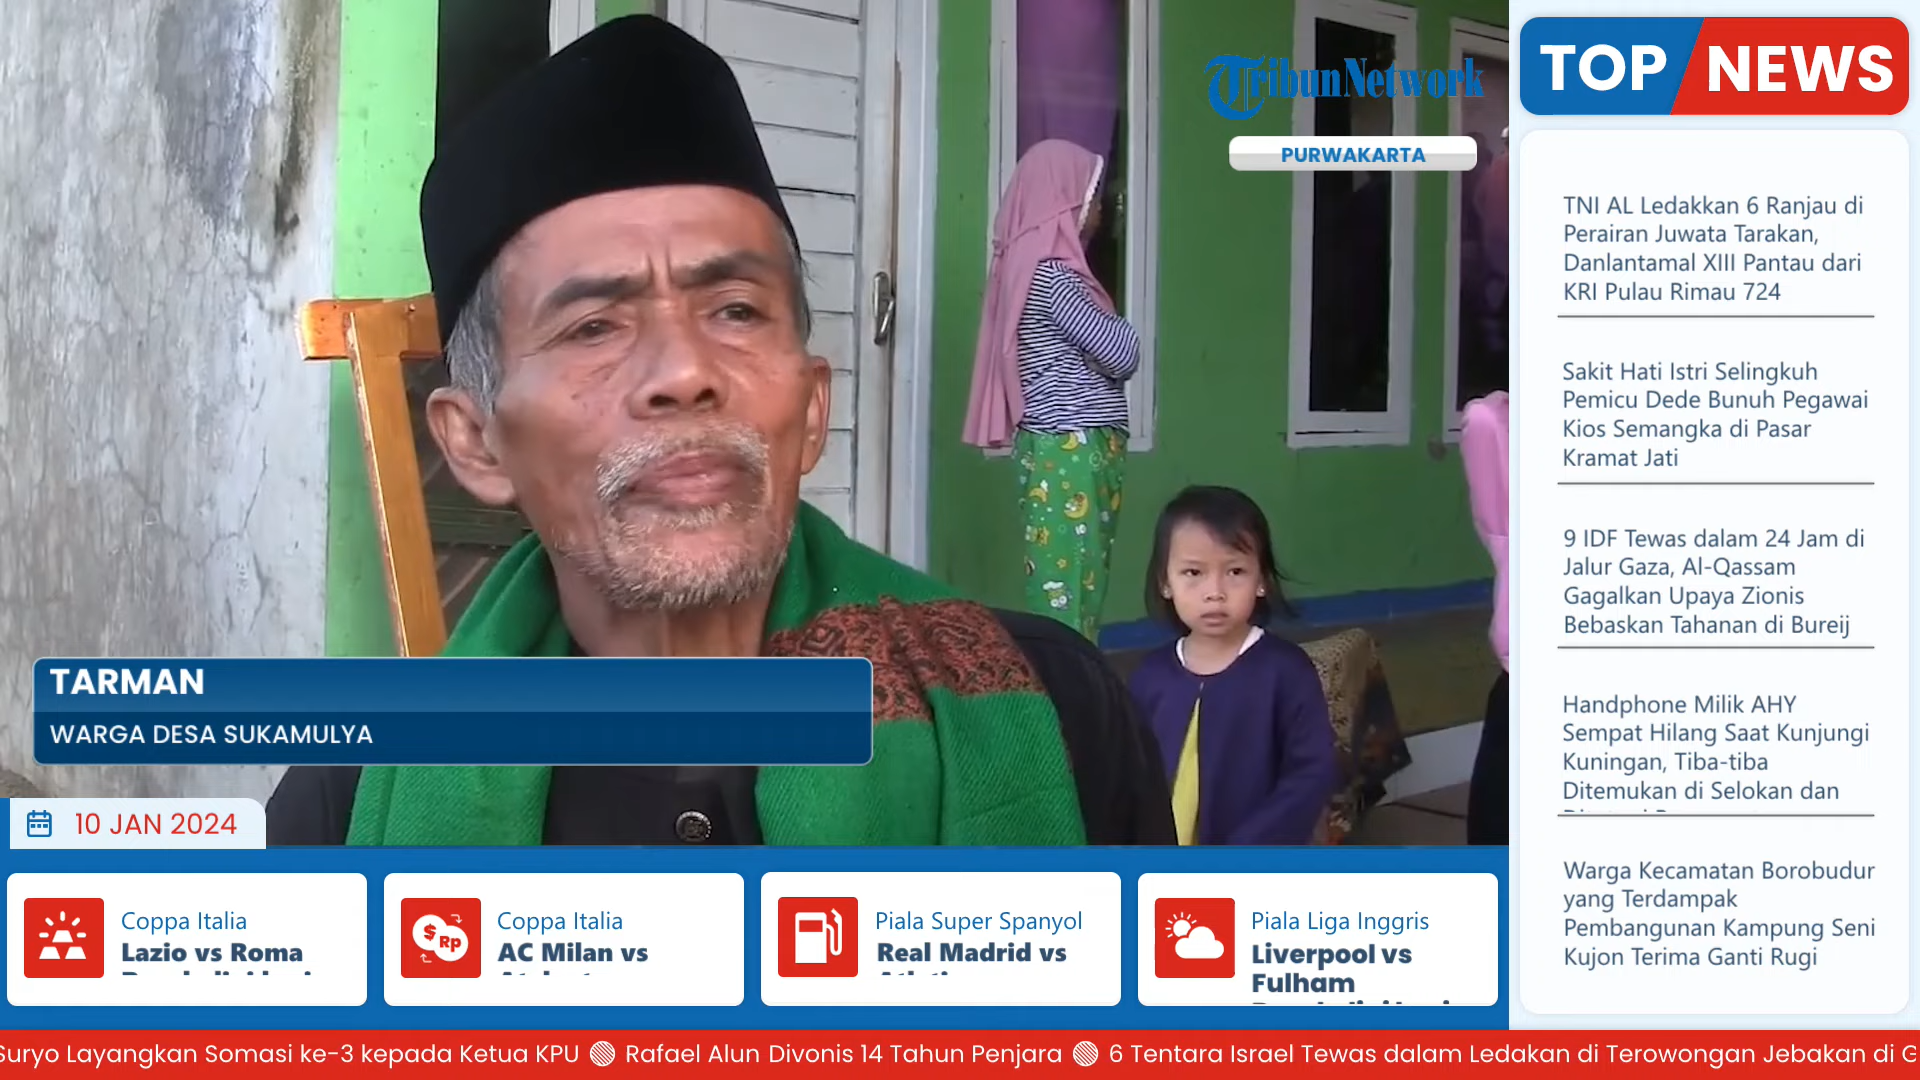 TribunNetwork
PURWAKARTA
TARMAN
WARGA DESA SUKAMULYA
10 JAN 2024
TOP NEWS
TNI AL Ledakkan 6 Ranjau di
Perairan Juwata Tarakan,
Danlantamal XIII Pantau dari
KRI Pulau Rimau 724
Sakit Hati Istri Selingkuh
Pemicu Dede Bunuh Pegawai
Kios Semangka di Pasar
Kramat Jati
9 IDF Tewas dalam 24 Jam di
Jalur Gaza, Al-Qassam
Gagalkan Upaya Zionis
Bebaskan Tahanan di Bureij
Handphone Milik AHY
Sempat Hilang Saat Kunjungi
Kuningan, Tiba-tiba
Ditemukan di Selokan dan
Warga Kecamatan Borobudur
yang Terdampak
Pembangunan Kampung Seni
Kujon Terima Ganti Rugi
Coppa Italia
Lazio vs Roma
Coppa Italia
AC Milan vs
Piala Super Spanyol
Real Madrid vs
Piala Liga Inggris
Liverpool vs
Fulham
Suryo Layangkan Somasi ke-3 kepada Ketua KPU Rafael Alun Divonis 14 Tahun Penjara 6 Tentara Israel Tewas dalam Ledakan di Terowongan Jebakan di